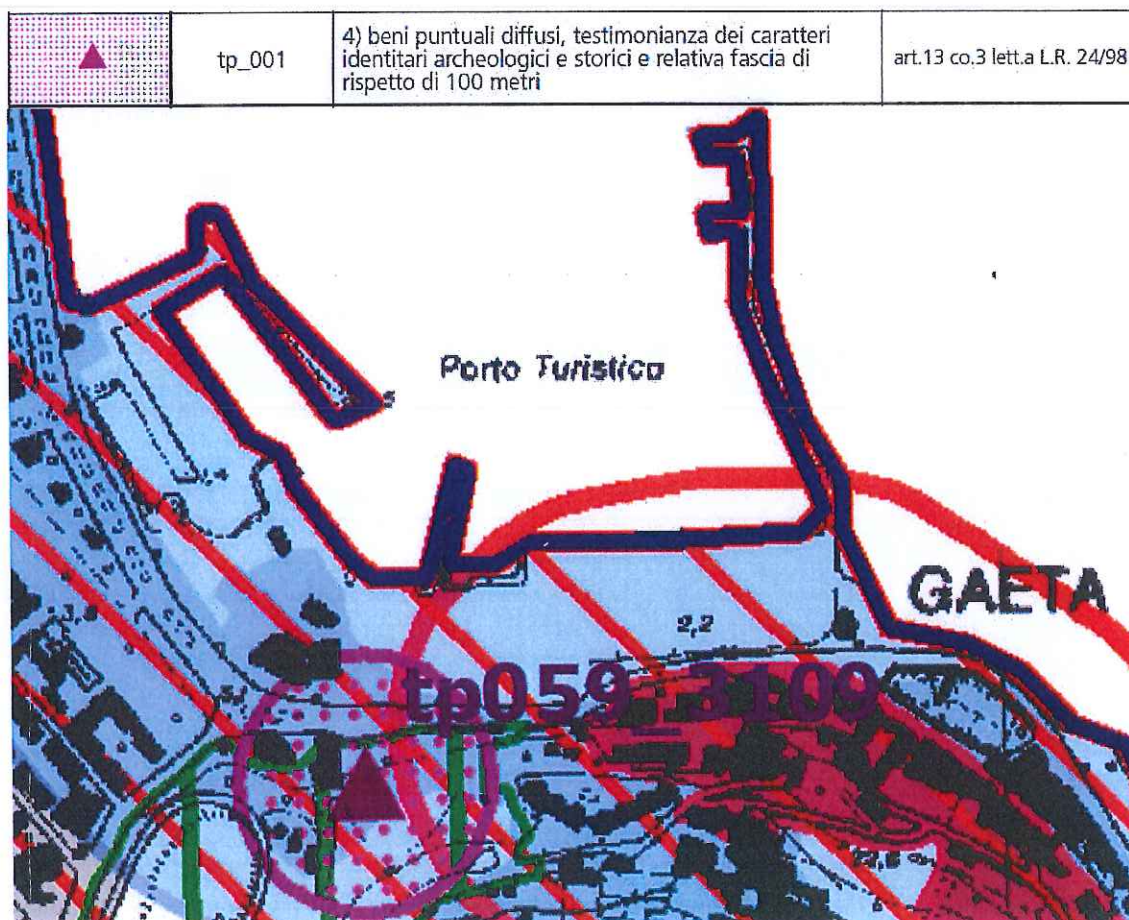 tp_001
4) beni puntuali diffusi, testimonianza dei caratteri
identitari archeologici e storici e relativa fascia di
rispetto di 100 metri
art.13 co.3 lett.a L.R. 24/98
Porto Turistico
GAETA
2,2
tp059_3109